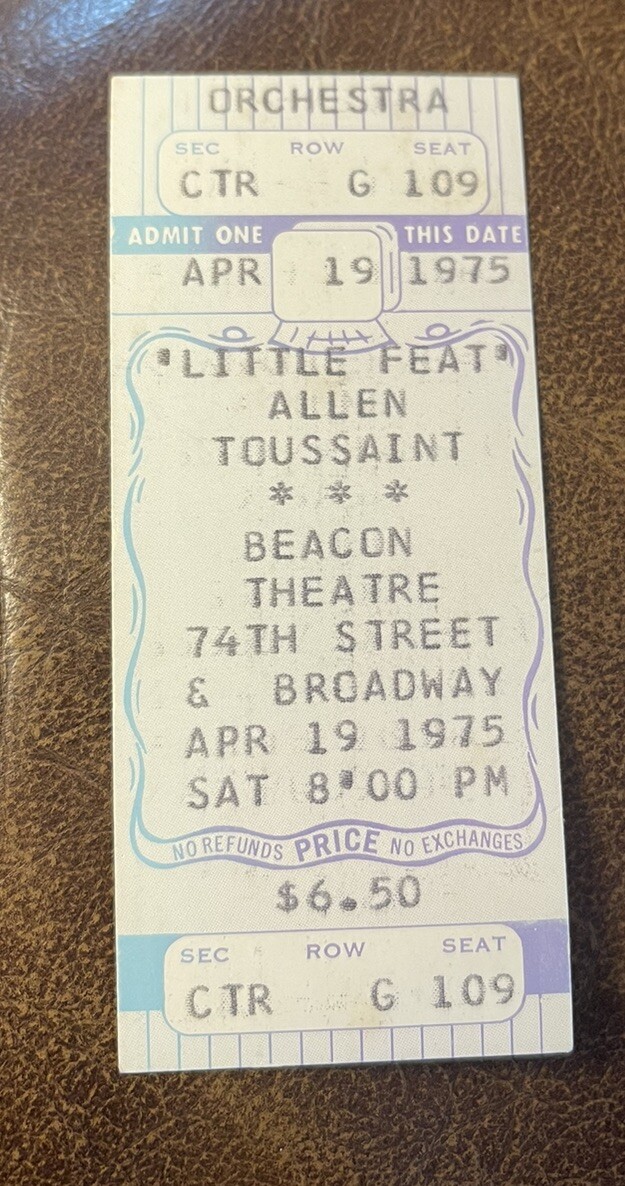 ORCHESTRA
SEC ROW SEAT
CTR G 109
ADMIT ONE THIS DATE
APR 19 1975
"LITTLE FEAT"
ALLEN
TOUSSAINT
* * *
BEACON
THEATRE
74TH STREET
& BROADWAY
APR 19 1975
SAT 8"00 PM
NO REFUNDS PRICE NO EXCHANGES
$6.50
SEC ROW SEAT
CTR G 109